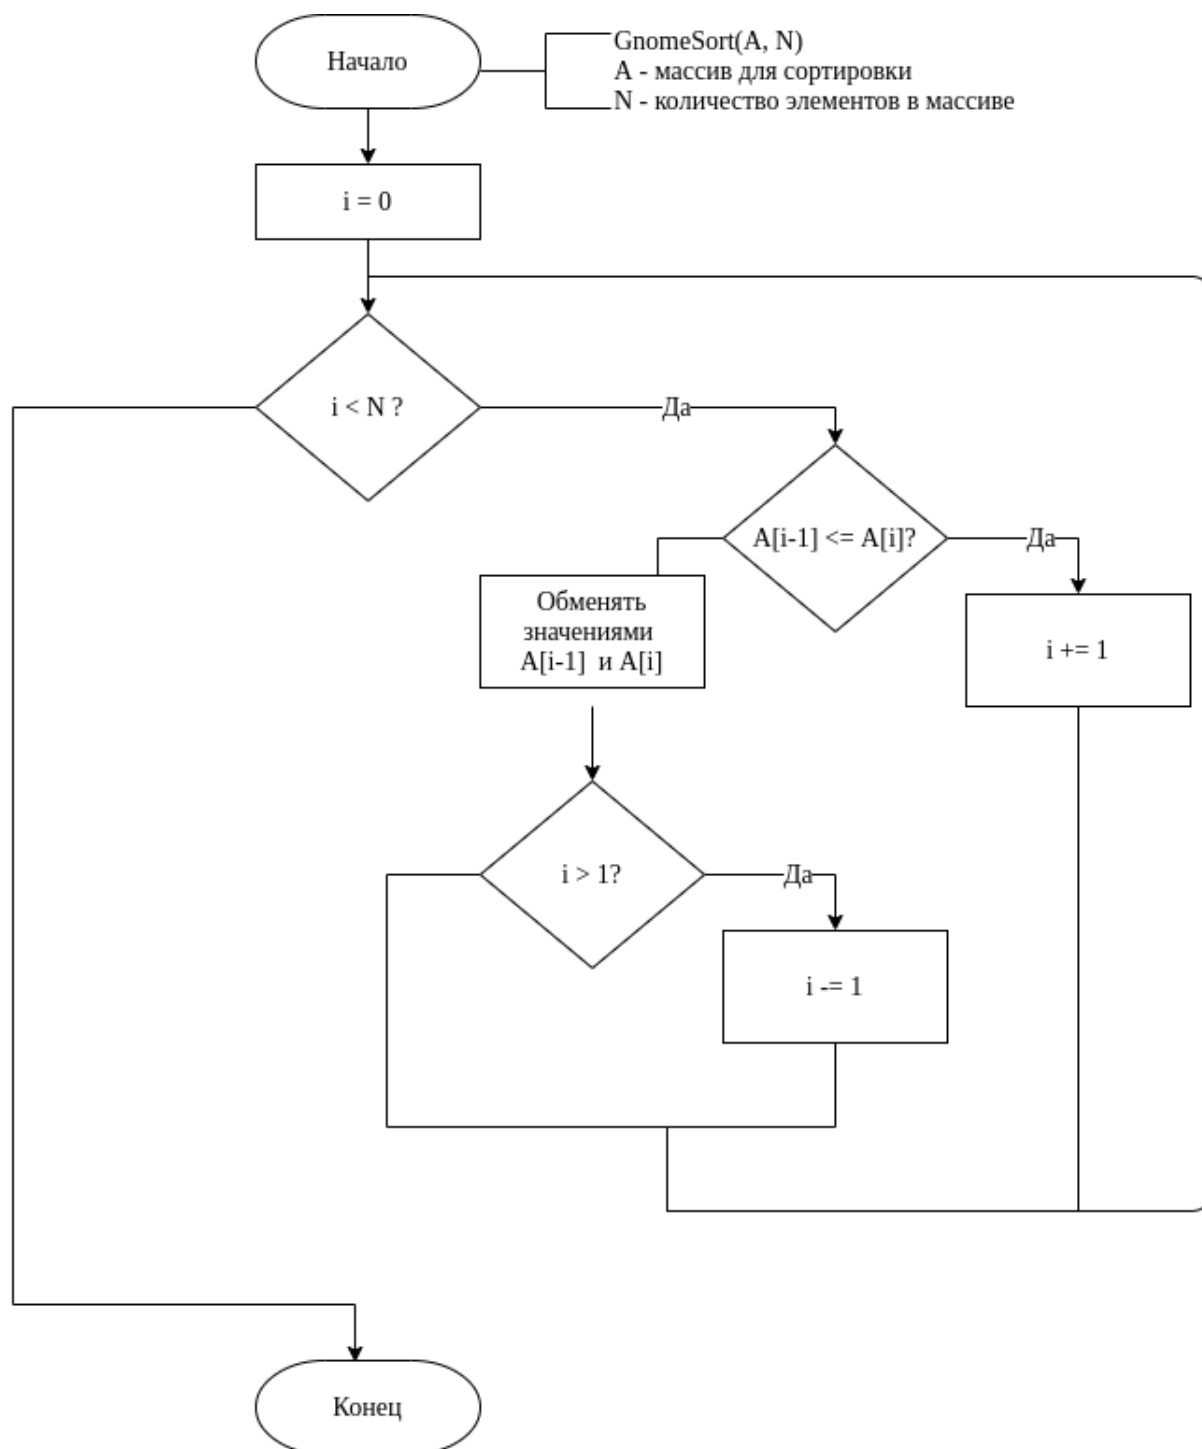 Начало
GnomeSort(A, N)
A - массив для сортировки
N - количество элементов в массиве
i = 0
i < N ?
Да
A[i-1] <= A[i]?
Да
Обменять
значениями
A[i-1] и A[i]
i += 1
i > 1?
Да
i -= 1
Конец